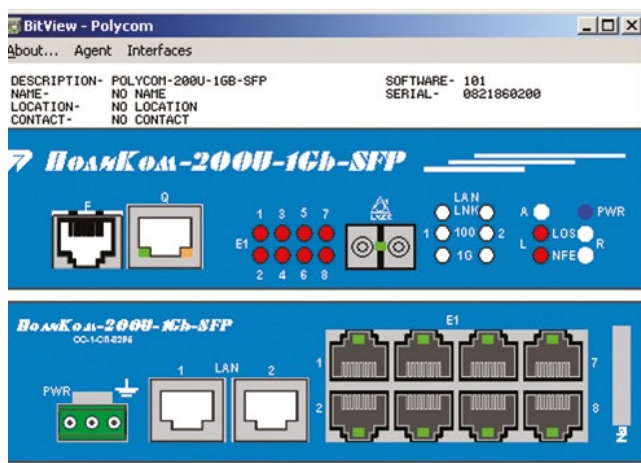 BitView - Polycom
About... Agent Interfaces
DESCRIPTION- POLYCOM-200U-1GB-SFP SOFTWARE- 101
NAME- NO NAME SERIAL- 0821860200
LOCATION- NO LOCATION
CONTACT- NO CONTACT
ПолиКом-200U-1Gb-SFP
F Q 1 3 5 7 LASER LAN A PWR
LNK
E1 1 100 2 L LOS R
1G NFE
2 4 6 8
ПолиКом-200U-1Gb-SFP E1
1 LAN 2 1 7
PWR
2 8
№